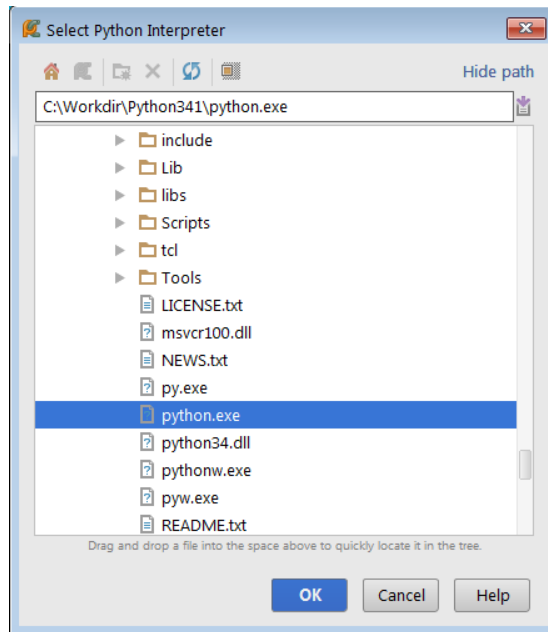 Select Python Interpreter
Hide path
C:\Workdir\Python341\python.exe
include
Lib
libs
Scripts
tcl
Tools
LICENSE.txt
msvcr100.dll
NEWS.txt
py.exe
python.exe
python34.dll
pythonw.exe
pyw.exe
README.txt
Drag and drop a file into the space above to quickly locate it in the tree.
OK Cancel Help